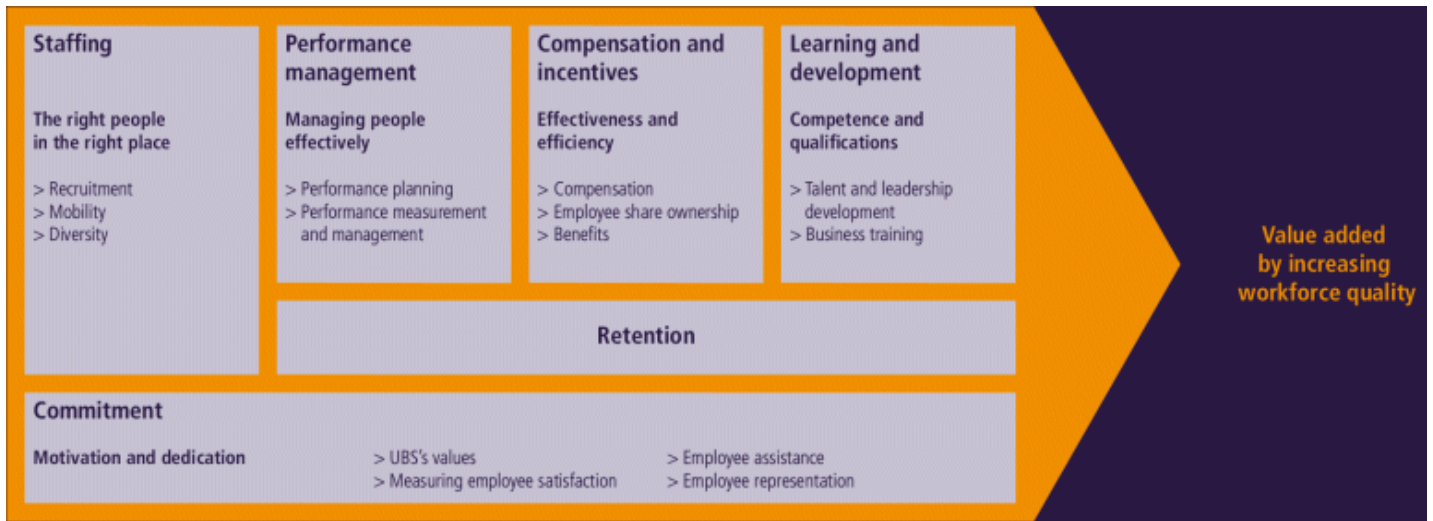 Staffing
The right people
in the right place
> Recruitment
> Mobility
> Diversity
Performance
management
Managing people
effectively
> Performance planning
> Performance measurement
and management
Compensation and
incentives
Effectiveness and
efficiency
> Compensation
> Employee share ownership
> Benefits
Learning and
development
Competence and
qualifications
> Talent and leadership
development
> Business training
Retention
Commitment
Motivation and dedication
> UBS's values
> Measuring employee satisfaction
> Employee assistance
> Employee representation
Value added
by increasing
workforce quality